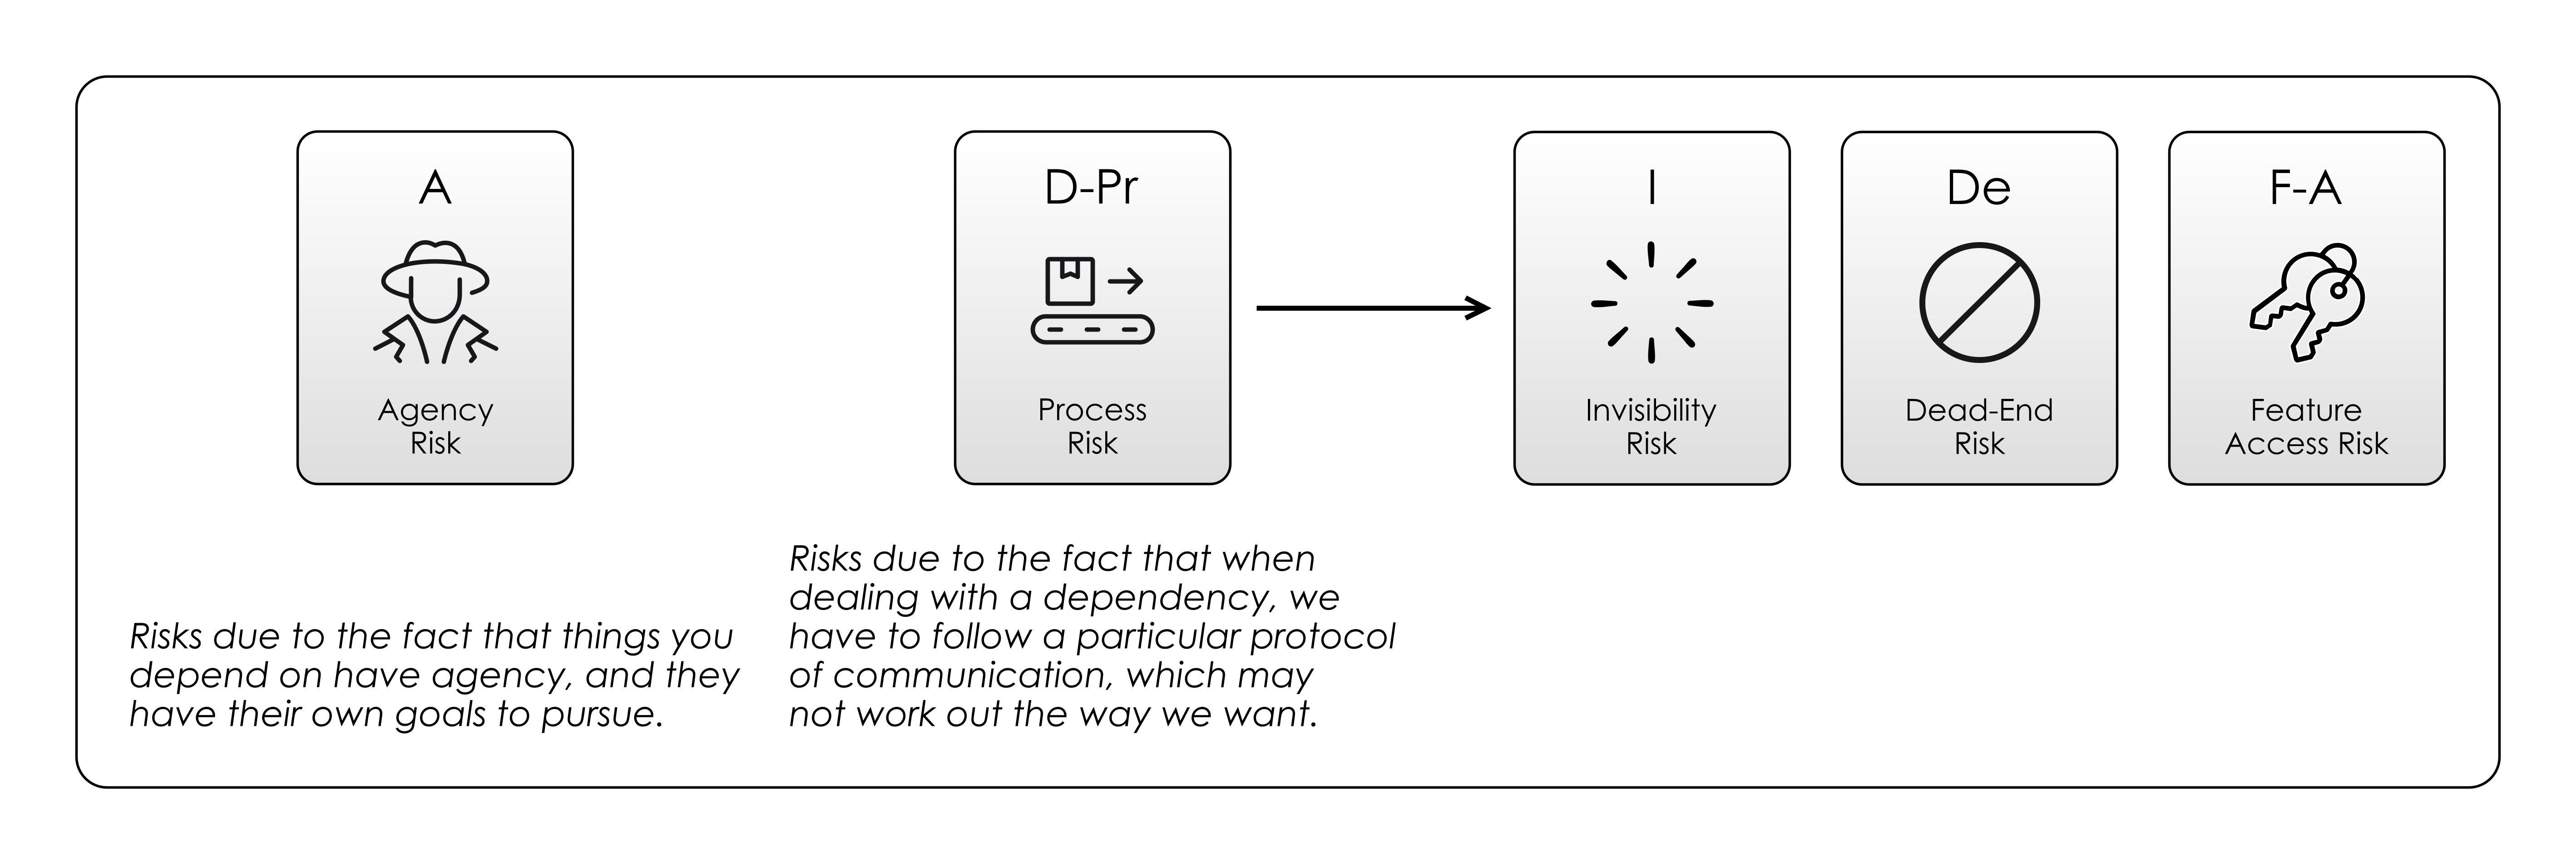 A
Agency
Risk
Risks due to the fact that things you
depend on have agency, and they
have their own goals to pursue.
D-Pr
Process
Risk
Risks due to the fact that when
dealing with a dependency, we
have to follow a particular protocol
of communication, which may
not work out the way we want.
I
Invisibility
Risk
De
Dead-End
Risk
F-A
Feature
Access Risk